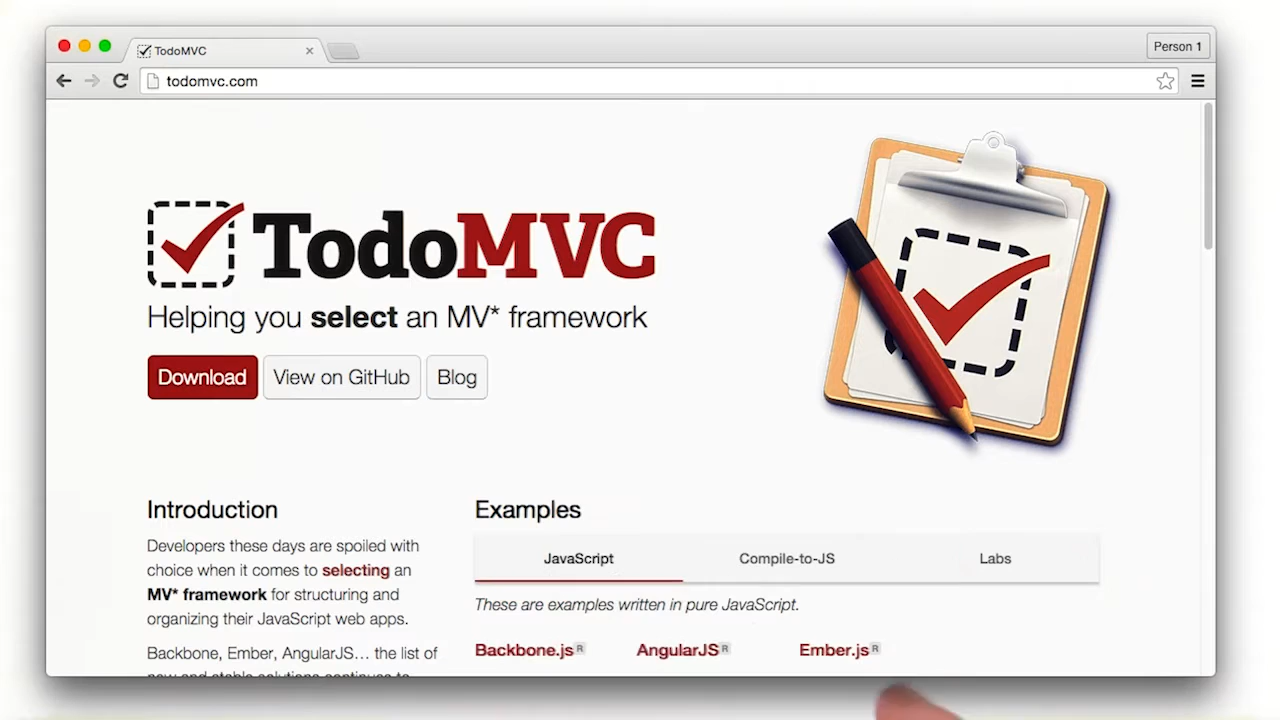 TodoMVC
Person 1
todomvc.com
TodoMVC
Helping you select an MV* framework
Download
View on GitHub
Blog
Introduction
Developers these days are spoiled with
choice when it comes to selecting an
MV* framework for structuring and
organizing their JavaScript web apps.
Backbone, Ember, AngularJS… the list of
Examples
JavaScript
Compile-to-JS
Labs
These are examples written in pure JavaScript.
Backbone.js R
AngularJS R
Ember.js R